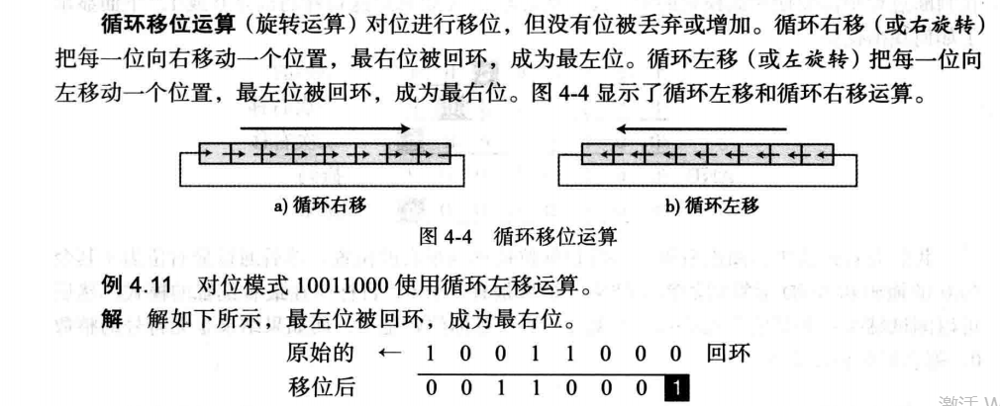 循环移位运算（旋转运算）对位进行移位，但没有位被丢弃或增加。循环右移（或右旋转）
把每一位向右移动一个位置，最右位被回环，成为最左位。循环左移（或左旋转）把每一位向
左移动一个位置，最左位被回环，成为最右位。图 4-4 显示了循环左移和循环右移运算。
a) 循环右移
b) 循环左移
图 4-4 循环移位运算
例 4.11 对位模式 10011000 使用循环左移运算。
解 解如下所示，最左位被回环，成为最右位。
原始的 ← 1 0 0 1 1 0 0 0 回环
移位后 0 0 1 1 0 0 0 1
激活 W